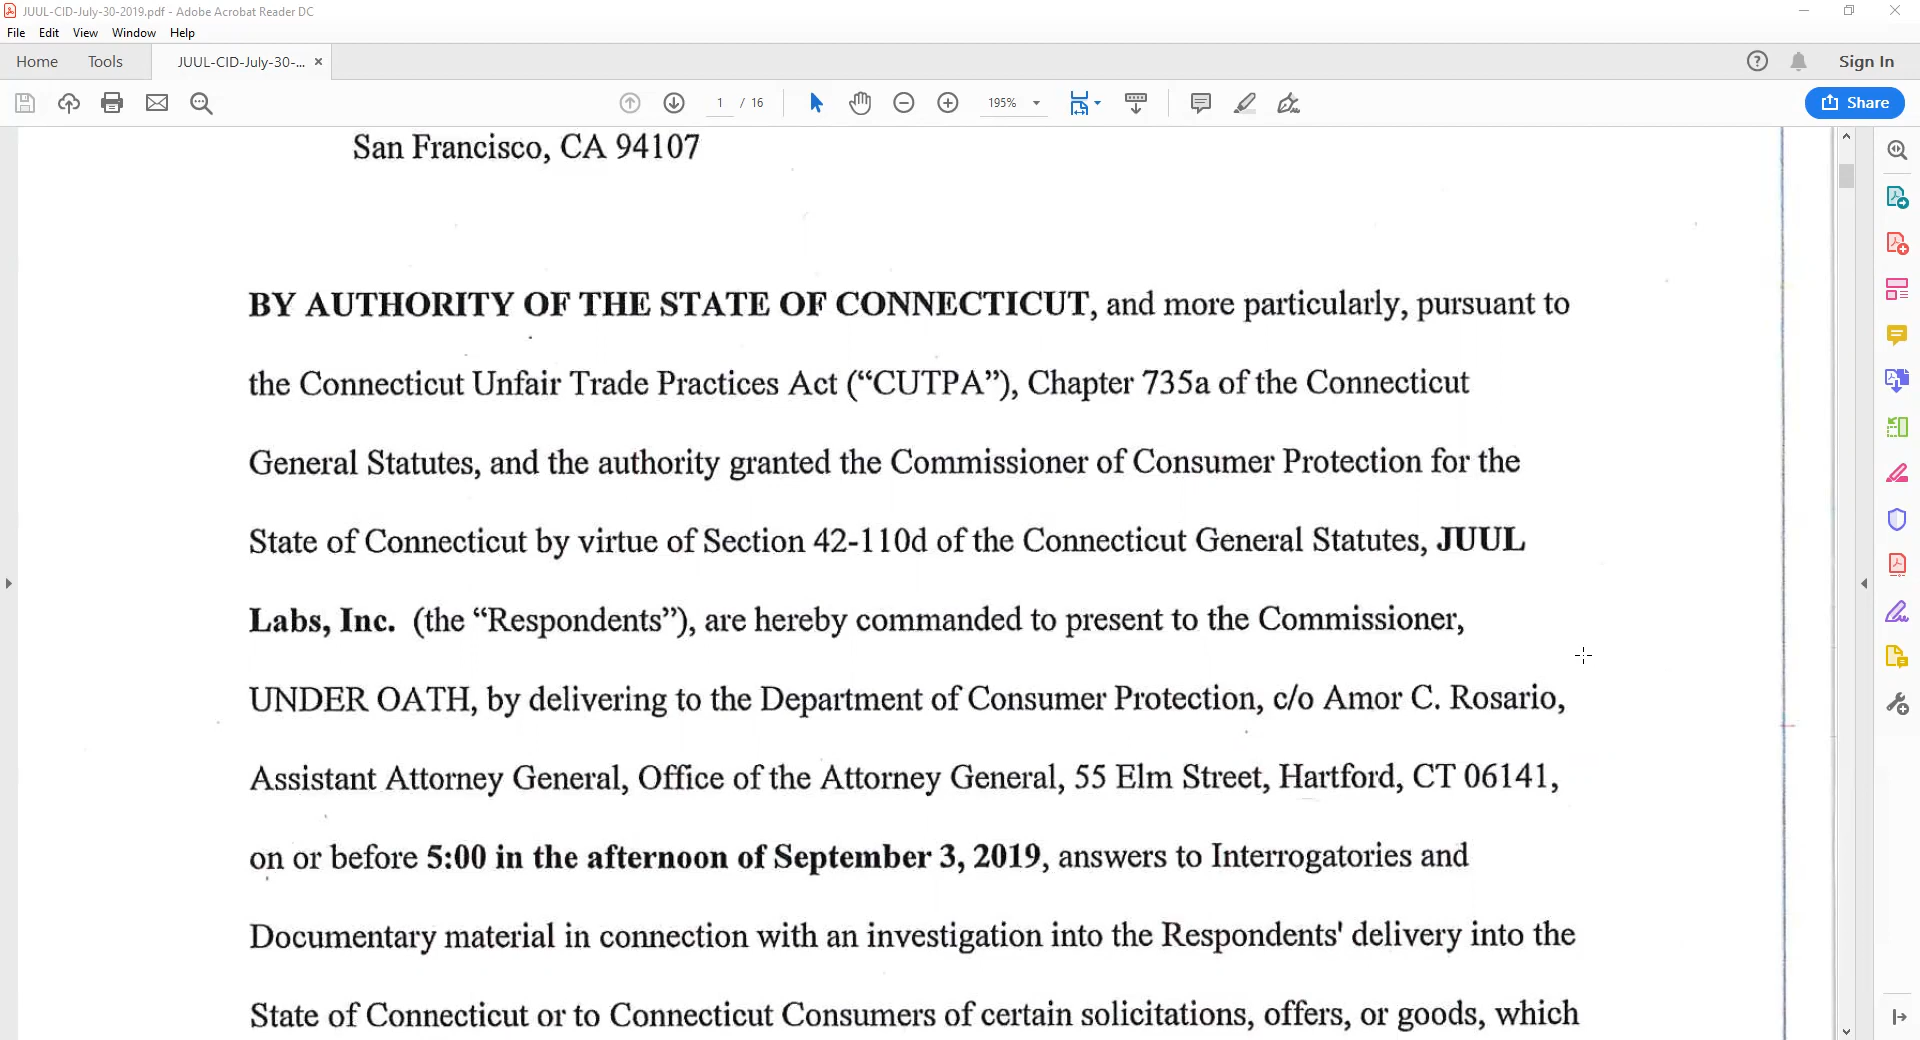 JUUL-CID-July-30-2019.pdf - Adobe Acrobat Reader DC
File Edit View Window Help
Home Tools JUUL-CID-July-30-... × Sign In
1 / 16 195% Share
San Francisco, CA 94107
BY AUTHORITY OF THE STATE OF CONNECTICUT, and more particularly, pursuant to
the Connecticut Unfair Trade Practices Act (“CUTPA”), Chapter 735a of the Connecticut
General Statutes, and the authority granted the Commissioner of Consumer Protection for the
State of Connecticut by virtue of Section 42-110d of the Connecticut General Statutes, JUUL
Labs, Inc. (the “Respondents”), are hereby commanded to present to the Commissioner,
UNDER OATH, by delivering to the Department of Consumer Protection, c/o Amor C. Rosario,
Assistant Attorney General, Office of the Attorney General, 55 Elm Street, Hartford, CT 06141,
on or before 5:00 in the afternoon of September 3, 2019, answers to Interrogatories and
Documentary material in connection with an investigation into the Respondents' delivery into the
State of Connecticut or to Connecticut Consumers of certain solicitations, offers, or goods, which